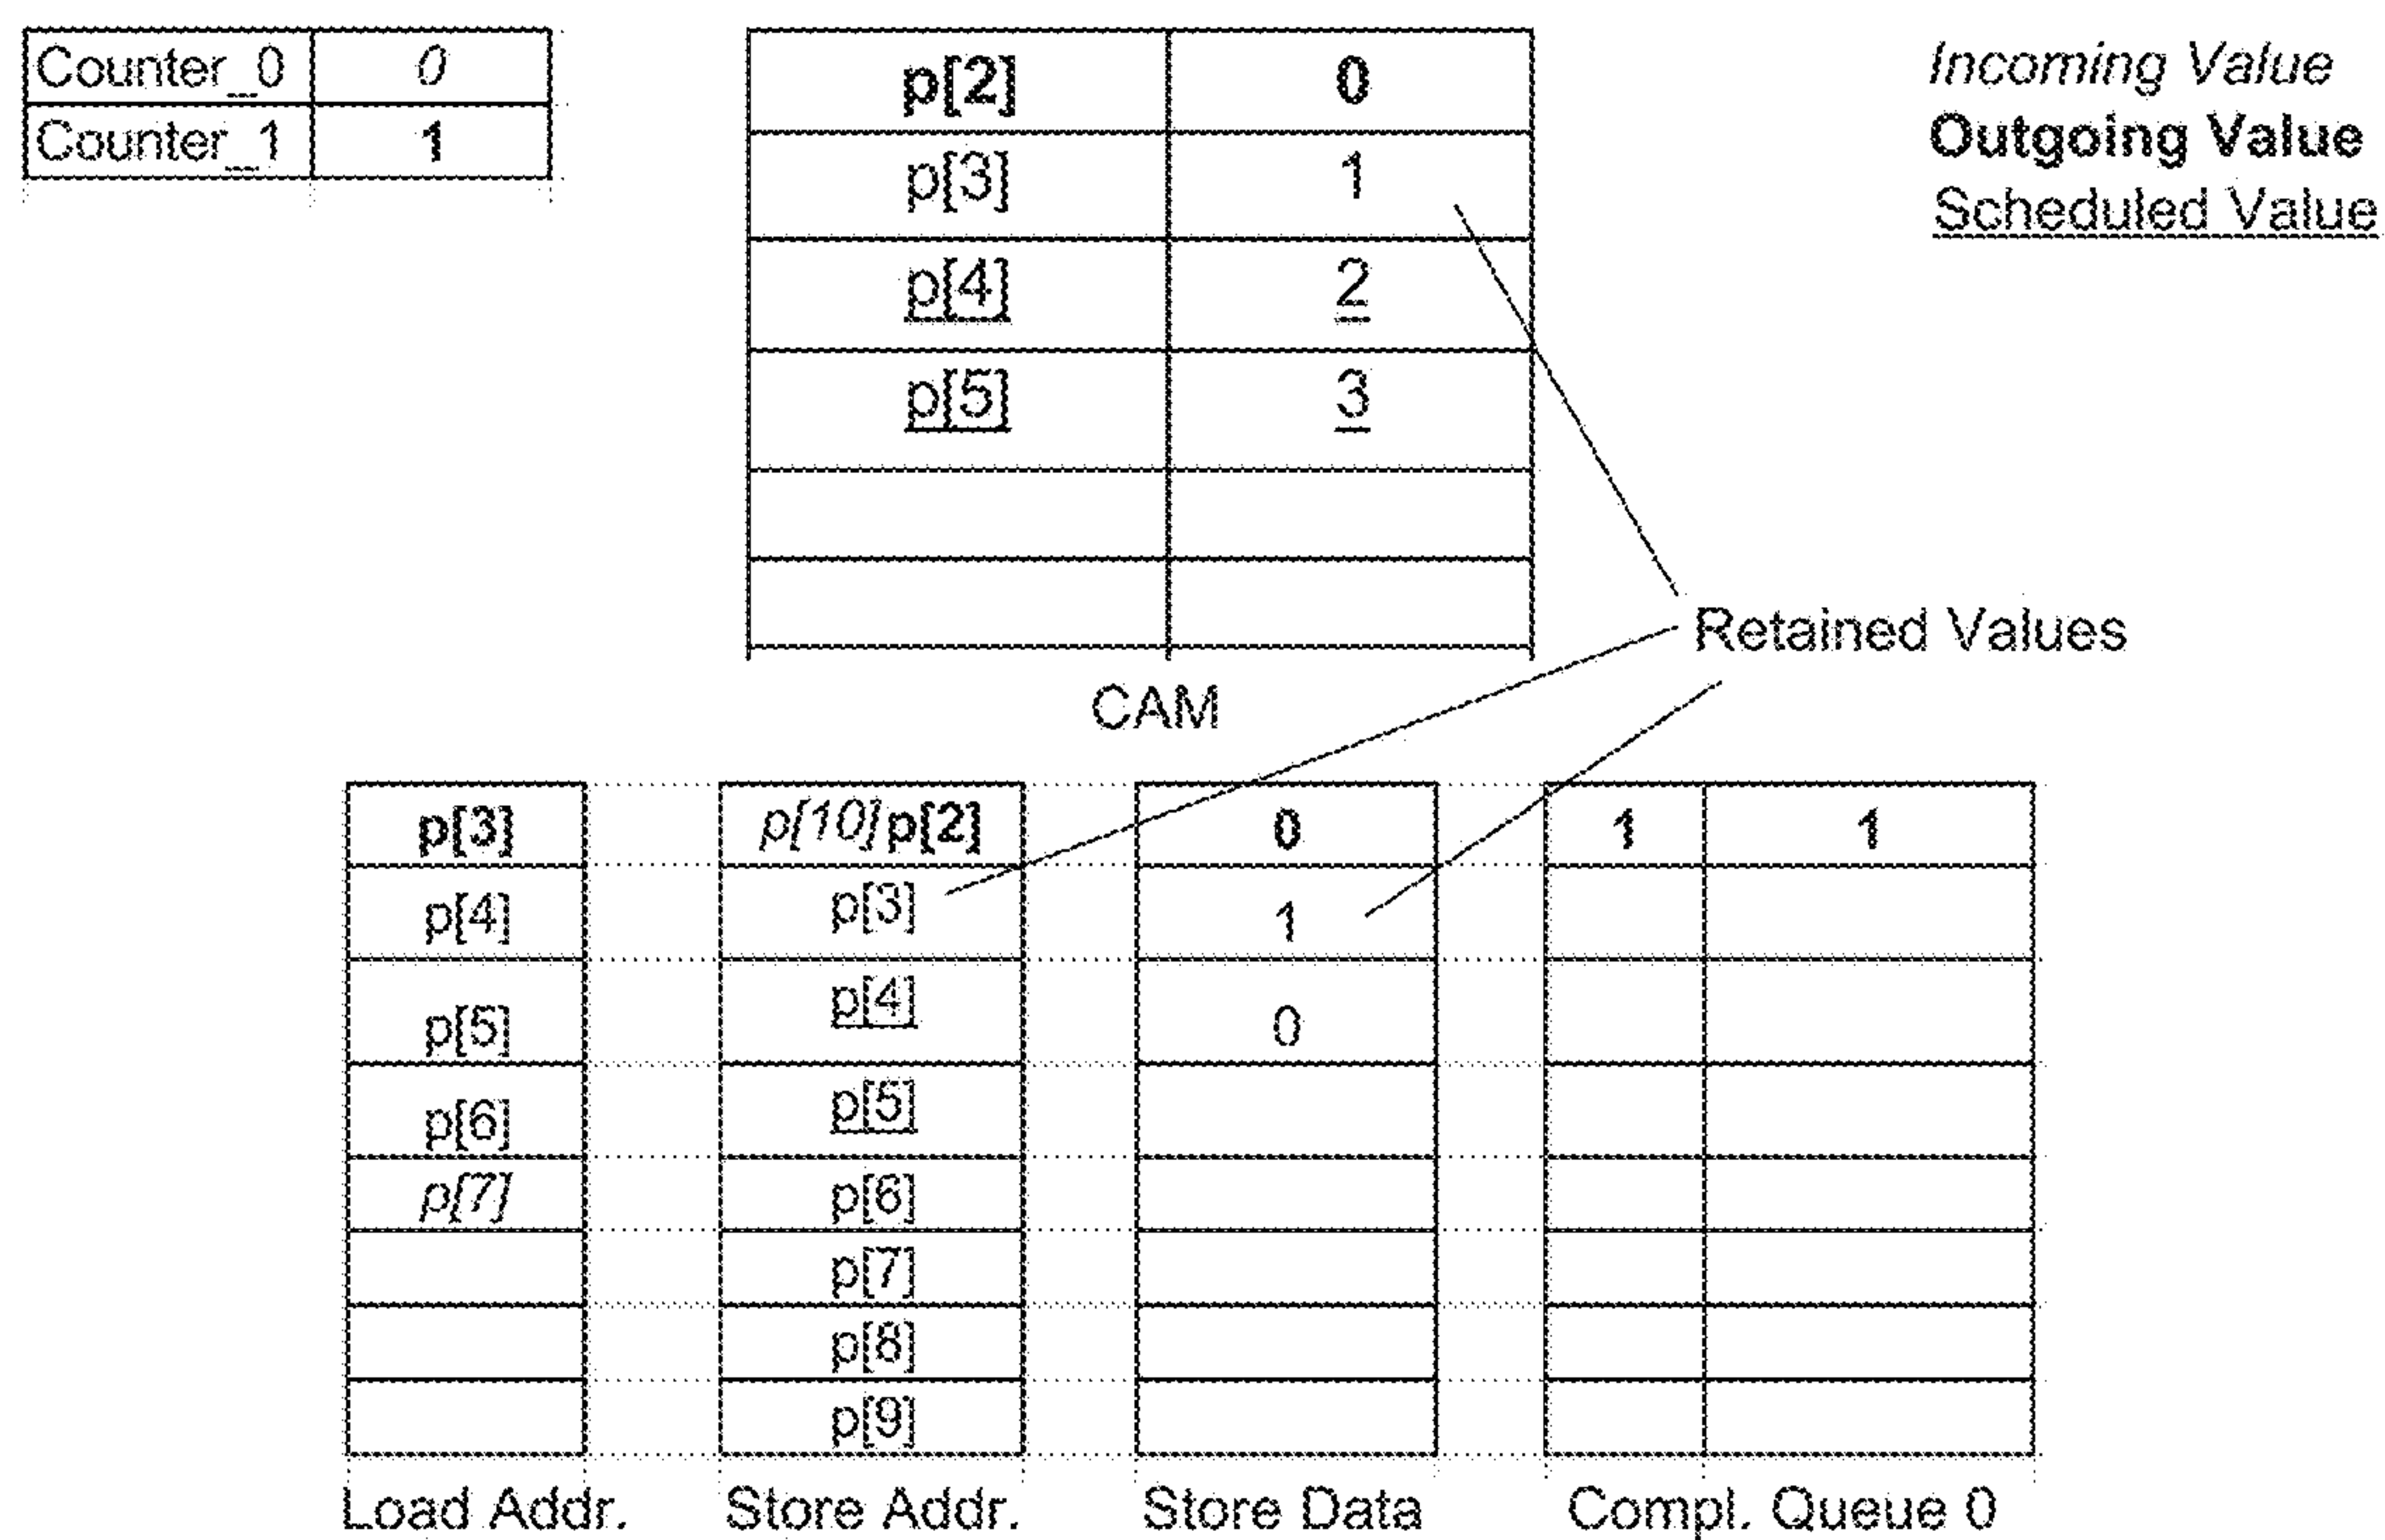 Counter_0 0
Counter_1 1
p[2] 0
p[3] 1
p[4] 2
p[5] 3
CAM
Incoming Value
Outgoing Value
Scheduled Value
Retained Values
p[3] p[10] p[2] 0 1 1
p[4] p[3] 1
p[5] p[4] 0
p[6] p[5]
p[7] p[6]
p[7]
p[8]
p[9]
Load Addr. Store Addr. Store Data Compl. Queue 0